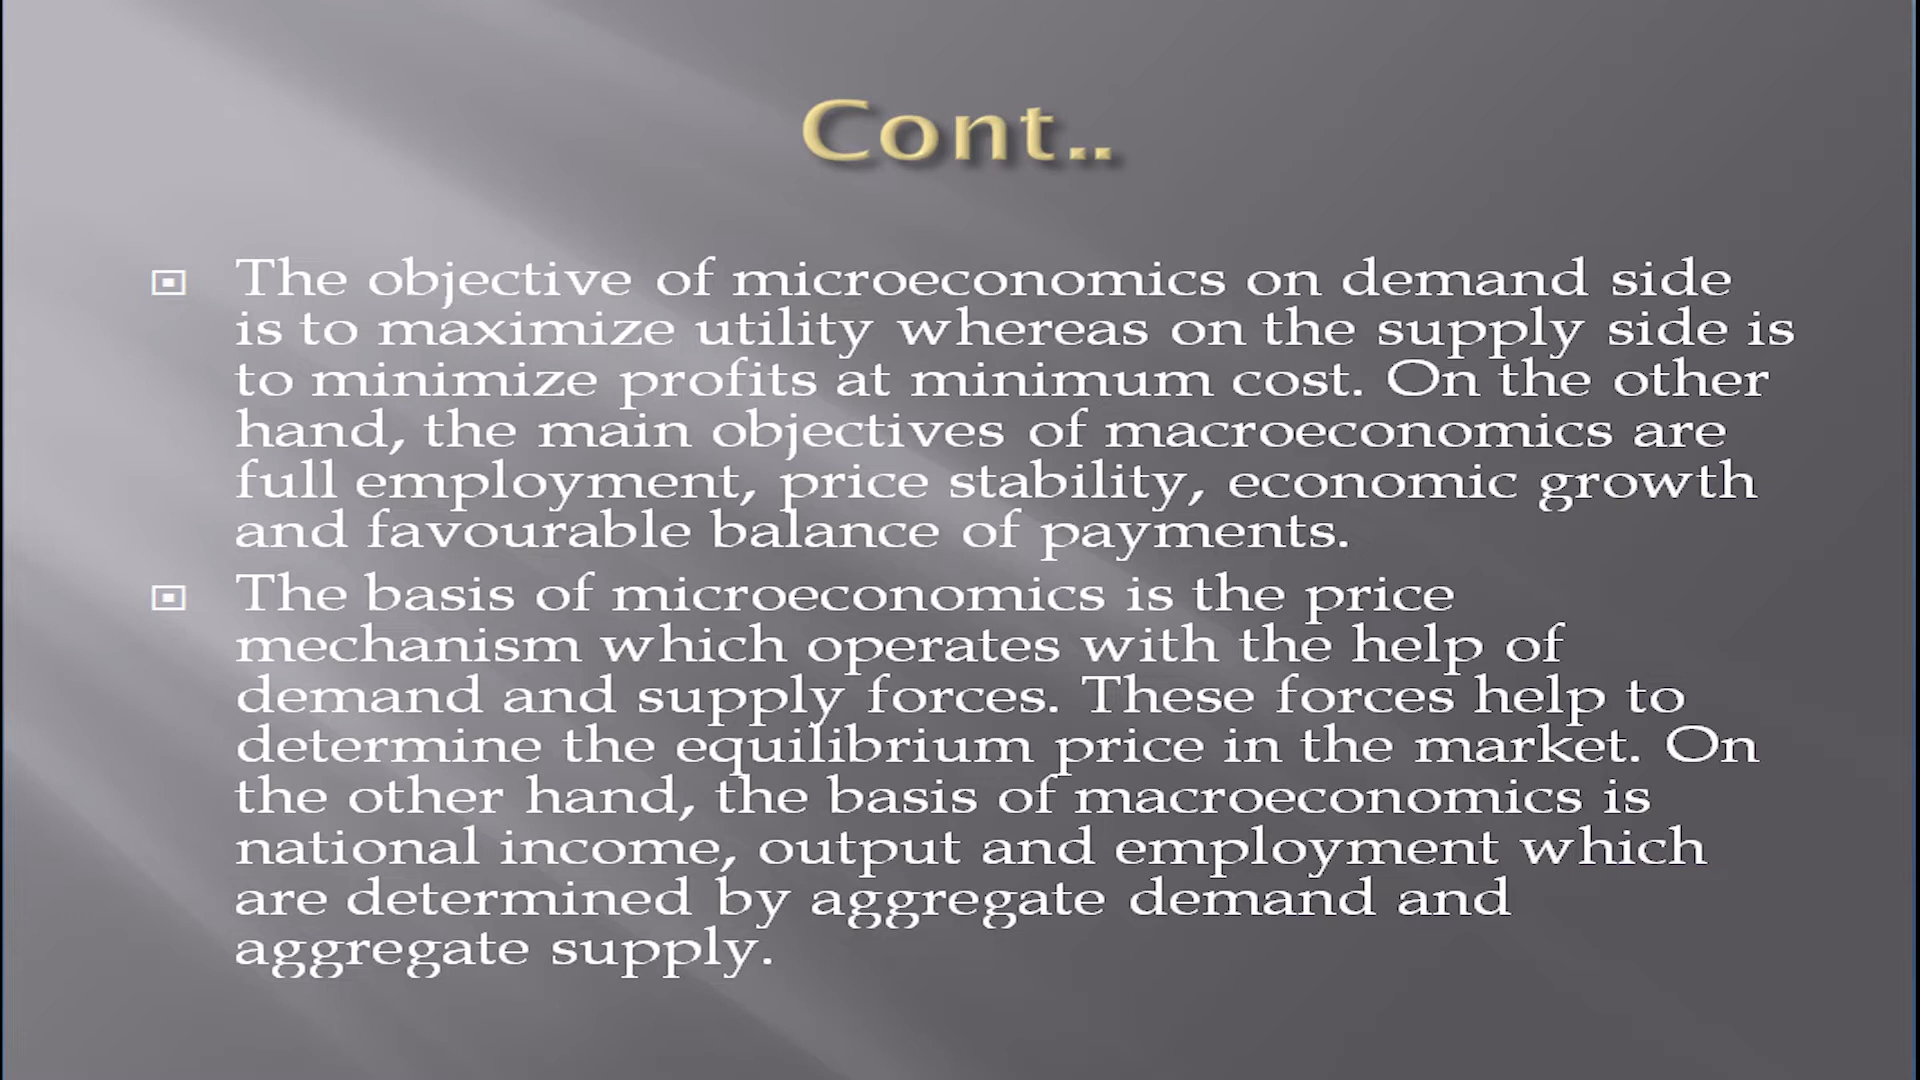 Cont..
The objective of microeconomics on demand side
is to maximize utility whereas on the supply side is
to minimize profits at minimum cost. On the other
hand, the main objectives of macroeconomics are
full employment, price stability, economic growth
and favourable balance of payments.
The basis of microeconomics is the price
mechanism which operates with the help of
demand and supply forces. These forces help to
determine the equilibrium price in the market. On
the other hand, the basis of macroeconomics is
national income, output and employment which
are determined by aggregate demand and
aggregate supply.